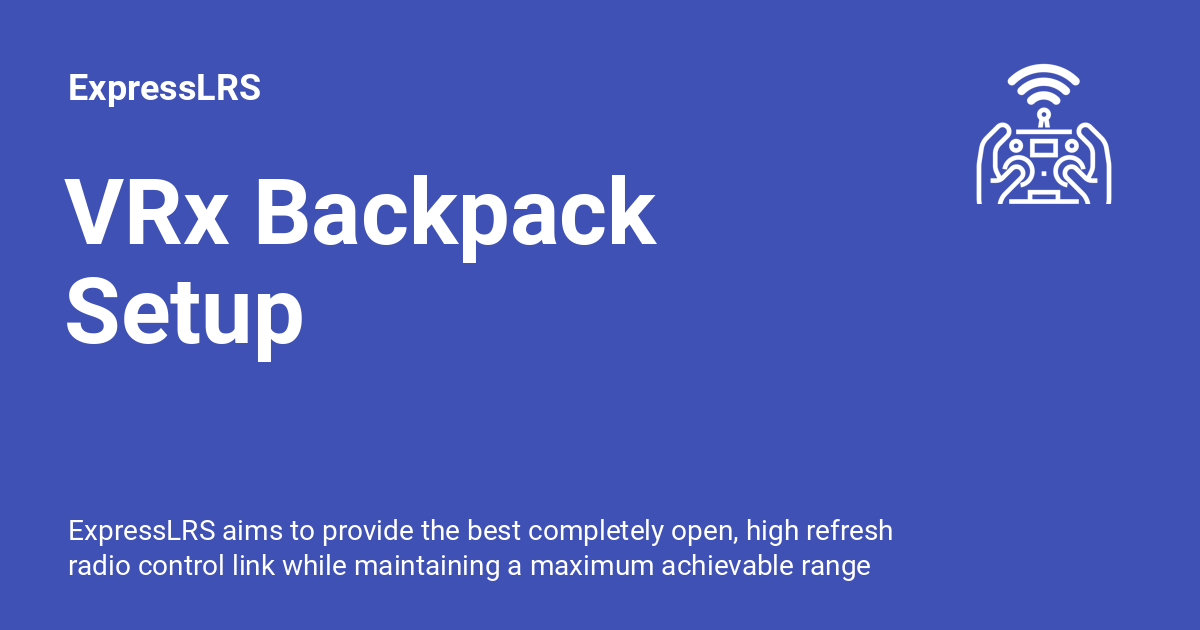 ExpressLRS
VRx Backpack
Setup
ExpressLRS aims to provide the best completely open, high refresh
radio control link while maintaining a maximum achievable range